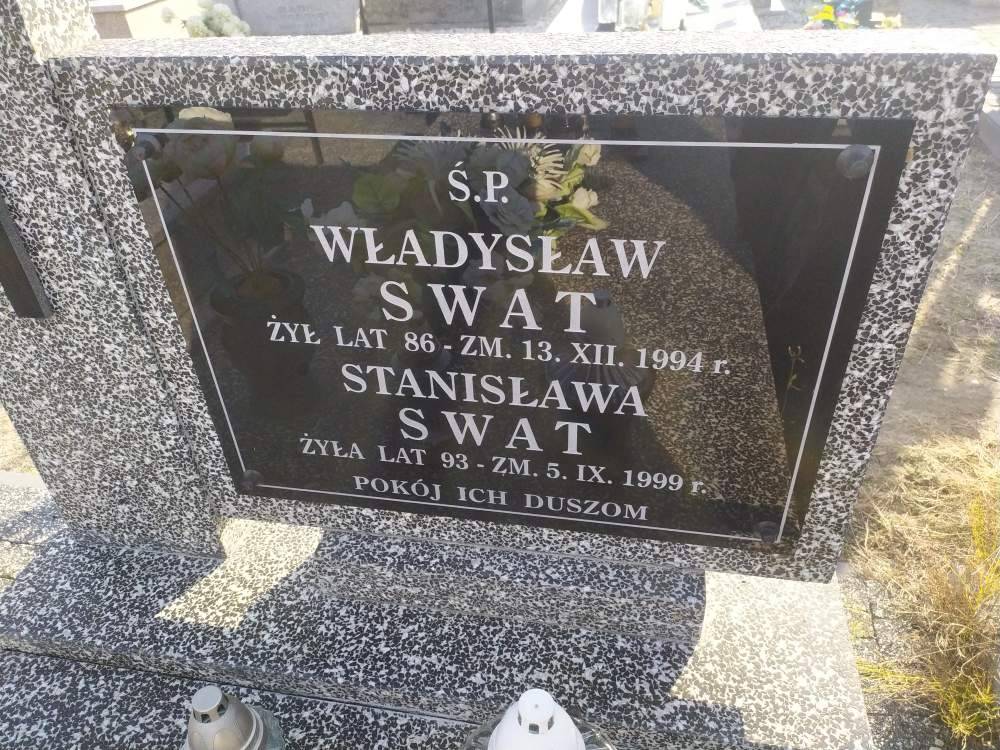 Ś.P.
WŁADYSŁAW
SWAT
ŻYŁ LAT 86 - ZM. 13. XII. 1994 r.
STANISŁAWA
SWAT
ŻYŁA LAT 93 - ZM. 5. IX. 1999 r.
POKÓJ ICH DUSZOM